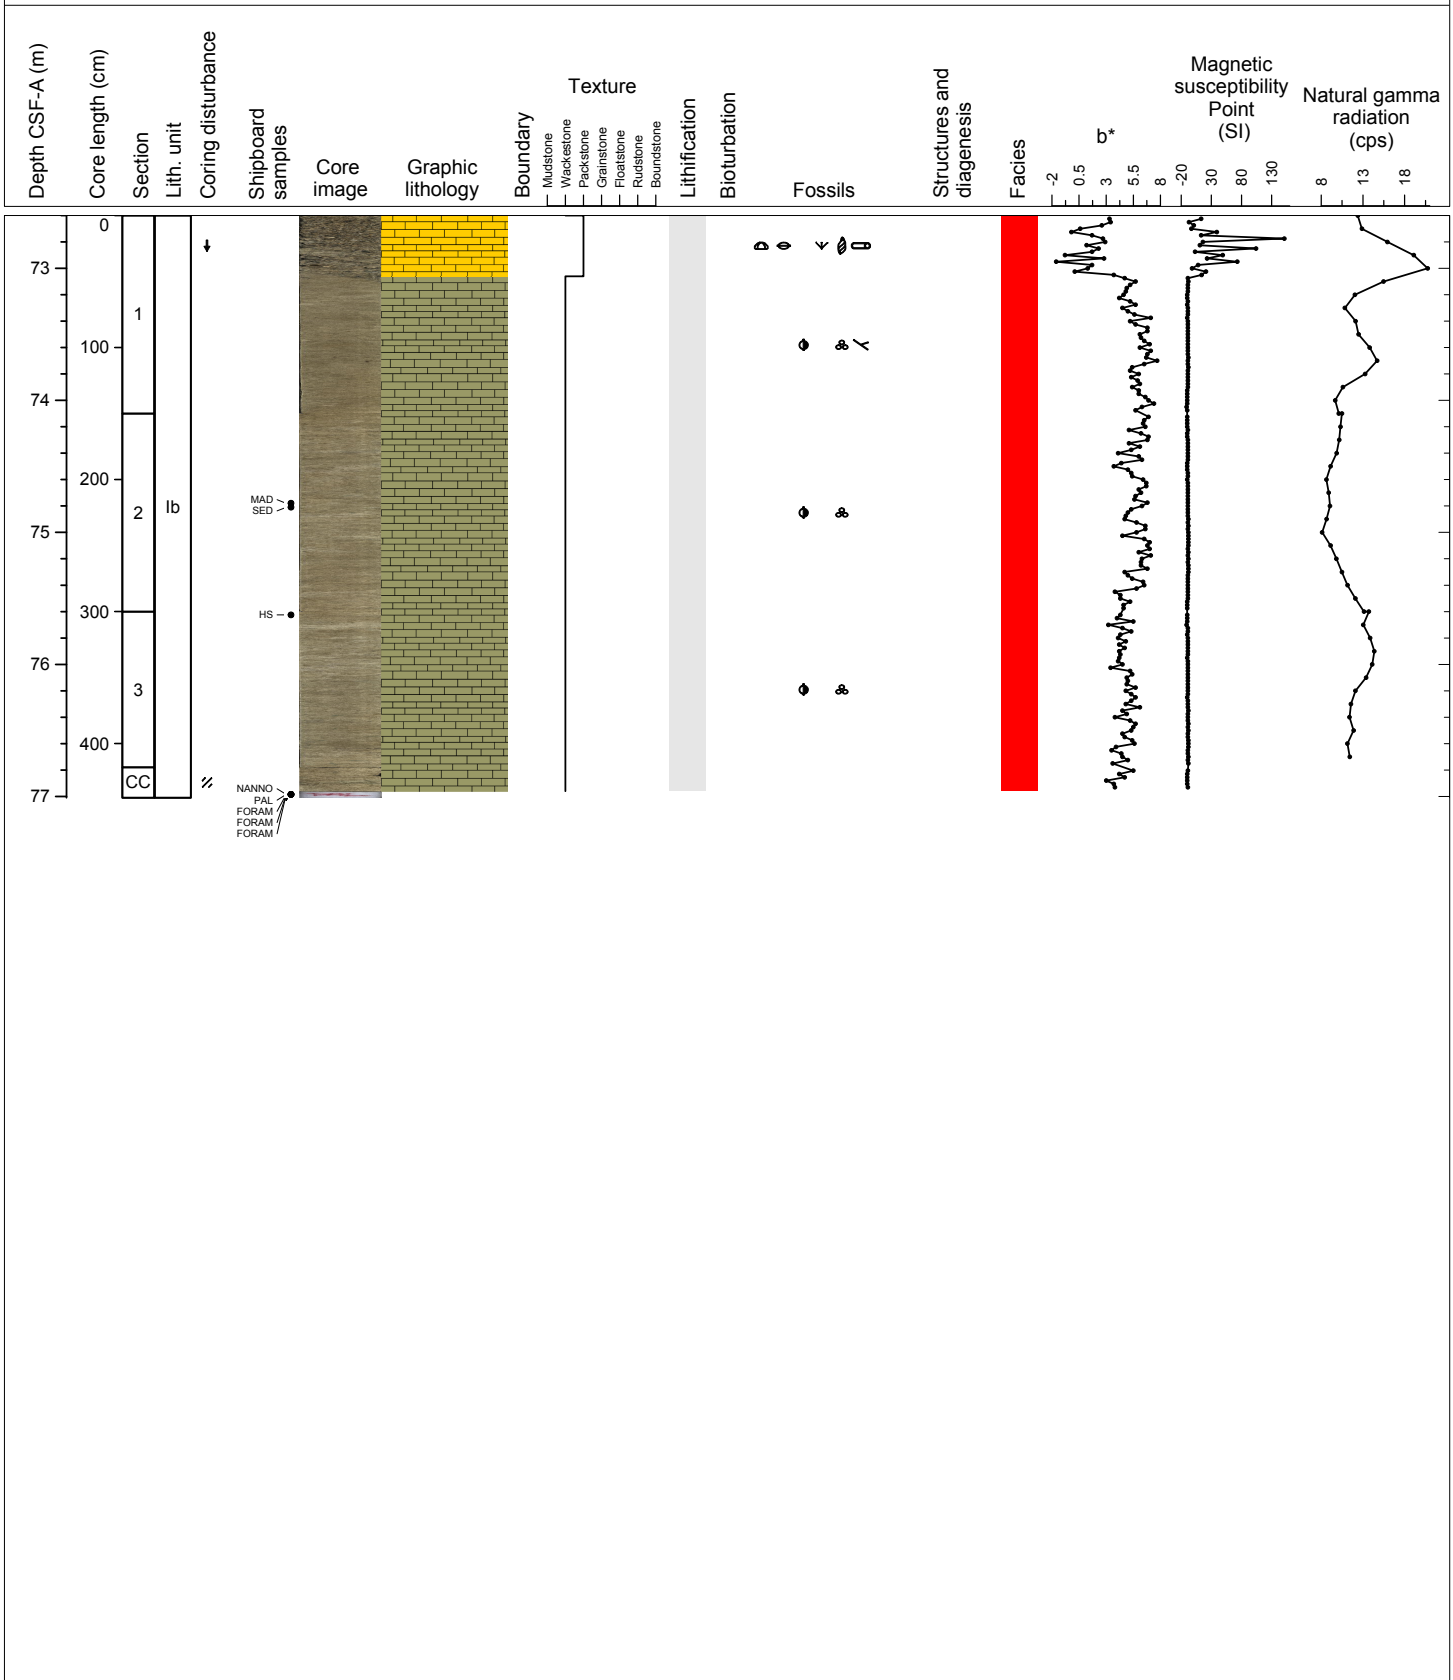 Depth CSF-A (m)
Core length (cm)
Section
Lith. unit
Coring disturbance
Shipboard
samples
Core
image
Graphic
lithology
Boundary
Texture
Mudstone
Wackestone
Packstone
Grainstone
Floatstone
Rudstone
Boundstone
Lithification
Bioturbation
Fossils
Structures and
diagenesis
Facies
b*
-2
0.5
3
5.5
8
Magnetic
susceptibility
Point
(SI)
-20
30
80
130
Natural gamma
radiation
(cps)
8
13
18
73
74
75
76
77
0
100
200
300
400
1
2
3
CC
Ib
MAD
SED
HS
NANNO
PAL
FORAM
FORAM
FORAM